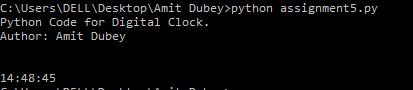 C:\Users\DELL\Desktop\Amit Dubey>python assignment5.py
Python Code for Digital Clock.
Author: Amit Dubey
14:48:45